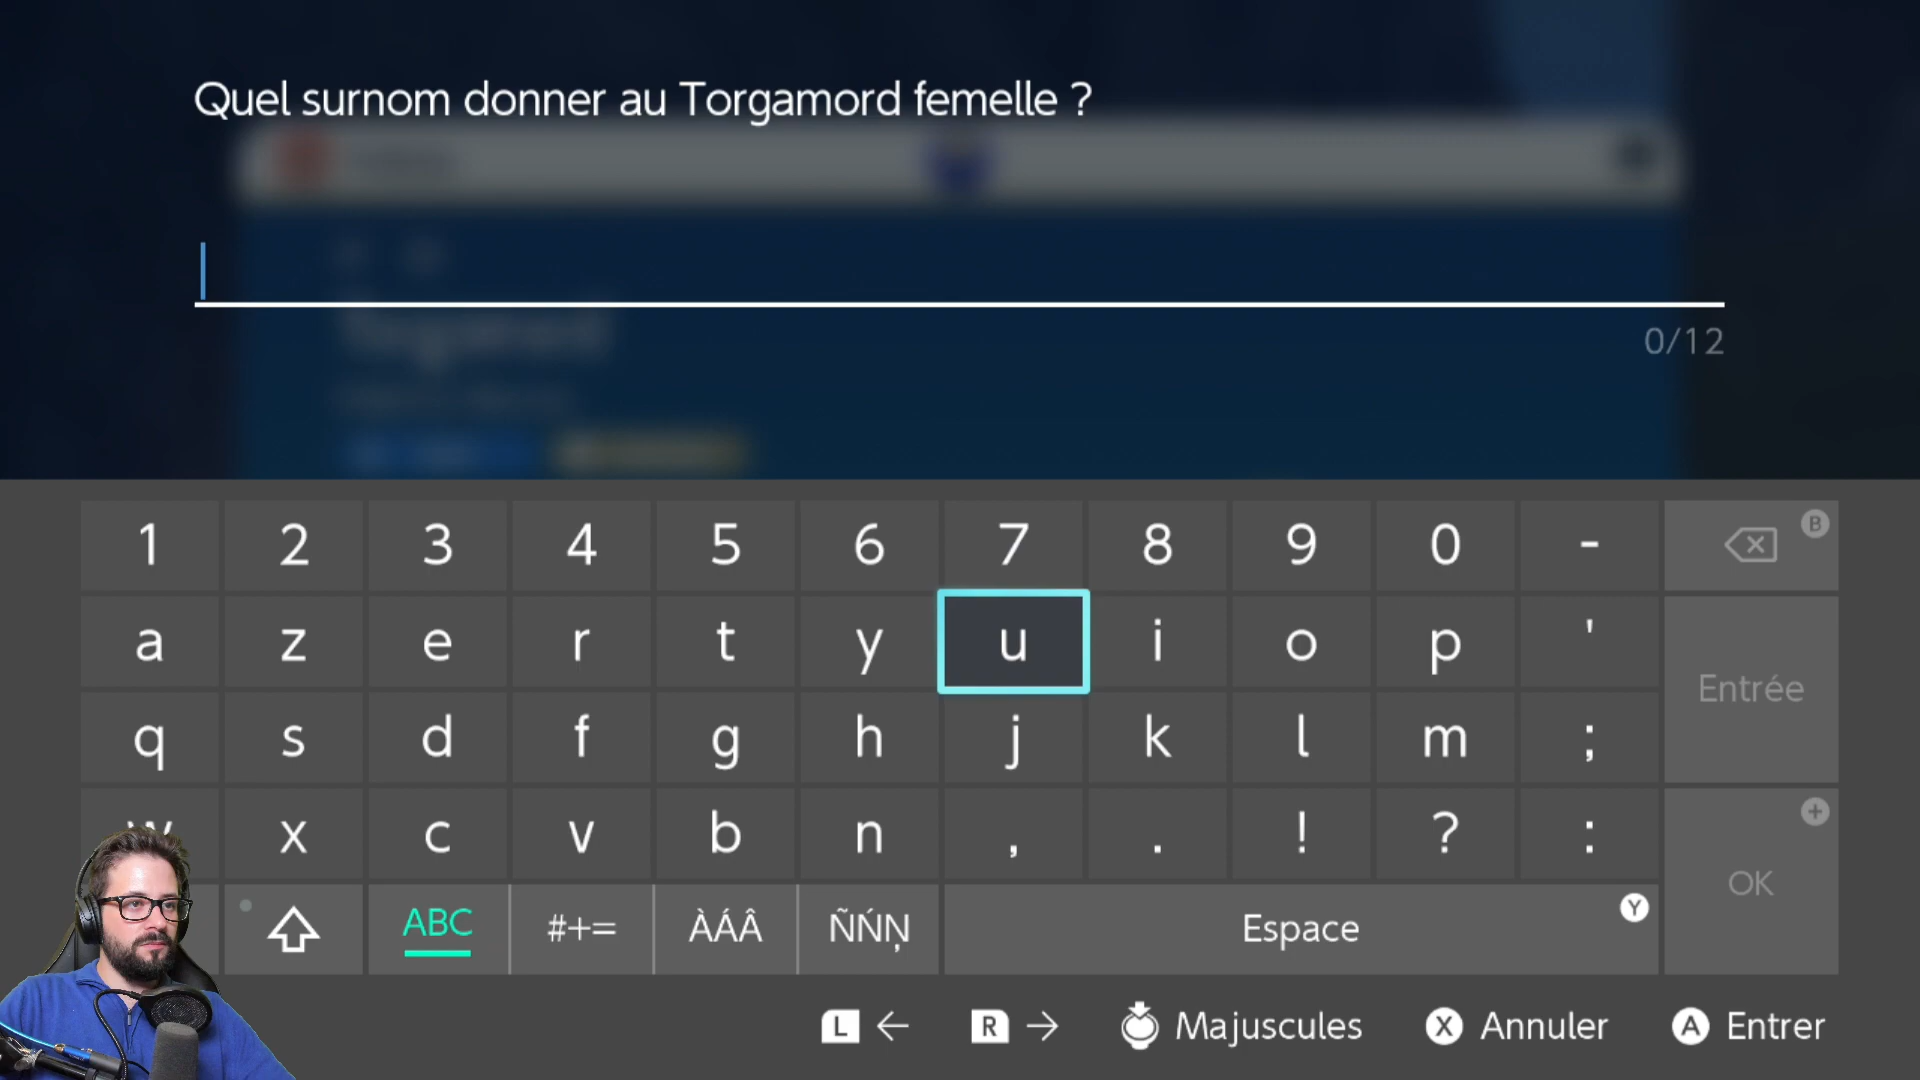 Quel surnom donner au Torgamord femelle ?
0/12
1 2 3 4 5 6 7 8 9 0 - B
a z e r t y u i o p '
Entrée
q s d f g h j k l m ;
x c v b n , . ! ? : +
OK
ABC #+= ÀÁÂ ÑŃŅ Espace Y
L ← R → Majuscules X Annuler A Entrer